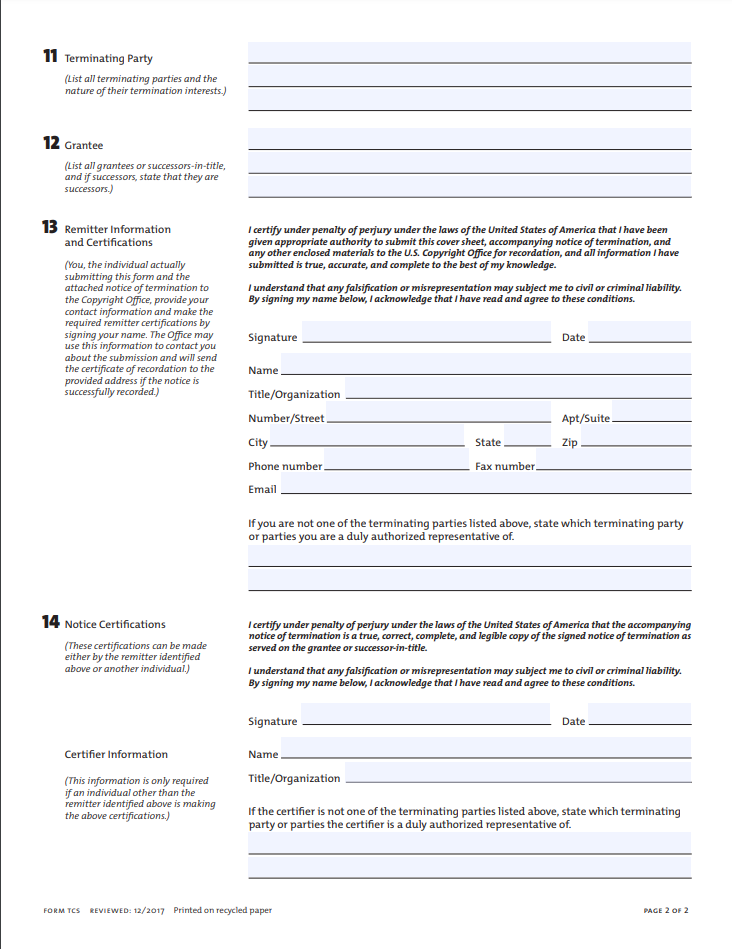 11 Terminating Party
(List all terminating parties and the
nature of their termination interests.)
12 Grantee
(List all grantees or successors-in-title,
and if successors, state that they are
successors.)
13 Remitter Information
and Certifications
(You, the individual actually
submitting this form and the
attached notice of termination to
the Copyright Office, provide your
contact information and make the
required remitter certifications by
signing your name. The Office may
use this information to contact you
about the submission and will send
the certificate of recordation to the
provided address if the notice is
successfully recorded.)
I certify under penalty of perjury under the laws of the United States of America that I have been
given appropriate authority to submit this cover sheet, accompanying notice of termination, and
any other enclosed materials to the U.S. Copyright Office for recordation, and all information I have
submitted is true, accurate, and complete to the best of my knowledge.
I understand that any falsification or misrepresentation may subject me to civil or criminal liability.
By signing my name below, I acknowledge that I have read and agree to these conditions.
Signature Date
Name
Title/Organization
Number/Street Apt/Suite
City State Zip
Phone number Fax number
Email
If you are not one of the terminating parties listed above, state which terminating party
or parties you are a duly authorized representative of.
14 Notice Certifications
(These certifications can be made
either by the remitter identified
above or another individual.)
I certify under penalty of perjury under the laws of the United States of America that the accompanying
notice of termination is a true, correct, complete, and legible copy of the signed notice of termination as
served on the grantee or successor-in-title.
I understand that any falsification or misrepresentation may subject me to civil or criminal liability.
By signing my name below, I acknowledge that I have read and agree to these conditions.
Signature Date
Certifier Information
(This information is only required
if an individual other than the
remitter identified above is making
the above certifications.)
Name
Title/Organization
If the certifier is not one of the terminating parties listed above, state which terminating
party or parties the certifier is a duly authorized representative of.
FORM TCS REVIEWED: 12/2017 Printed on recycled paper PAGE 2 OF 2